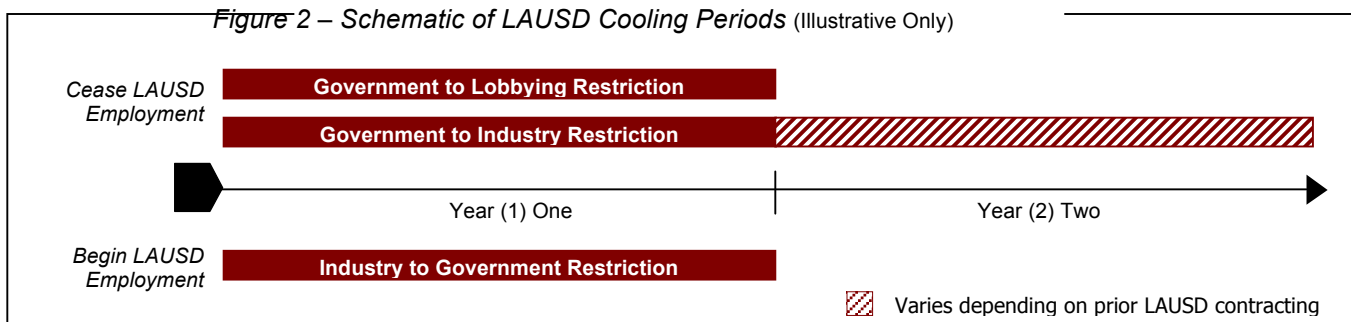 Figure 2 – Schematic of LAUSD Cooling Periods (Illustrative Only)
Cease LAUSD
Employment
Government to Lobbying Restriction
Government to Industry Restriction
Year (1) One
Year (2) Two
Begin LAUSD
Employment
Industry to Government Restriction
Varies depending on prior LAUSD contracting